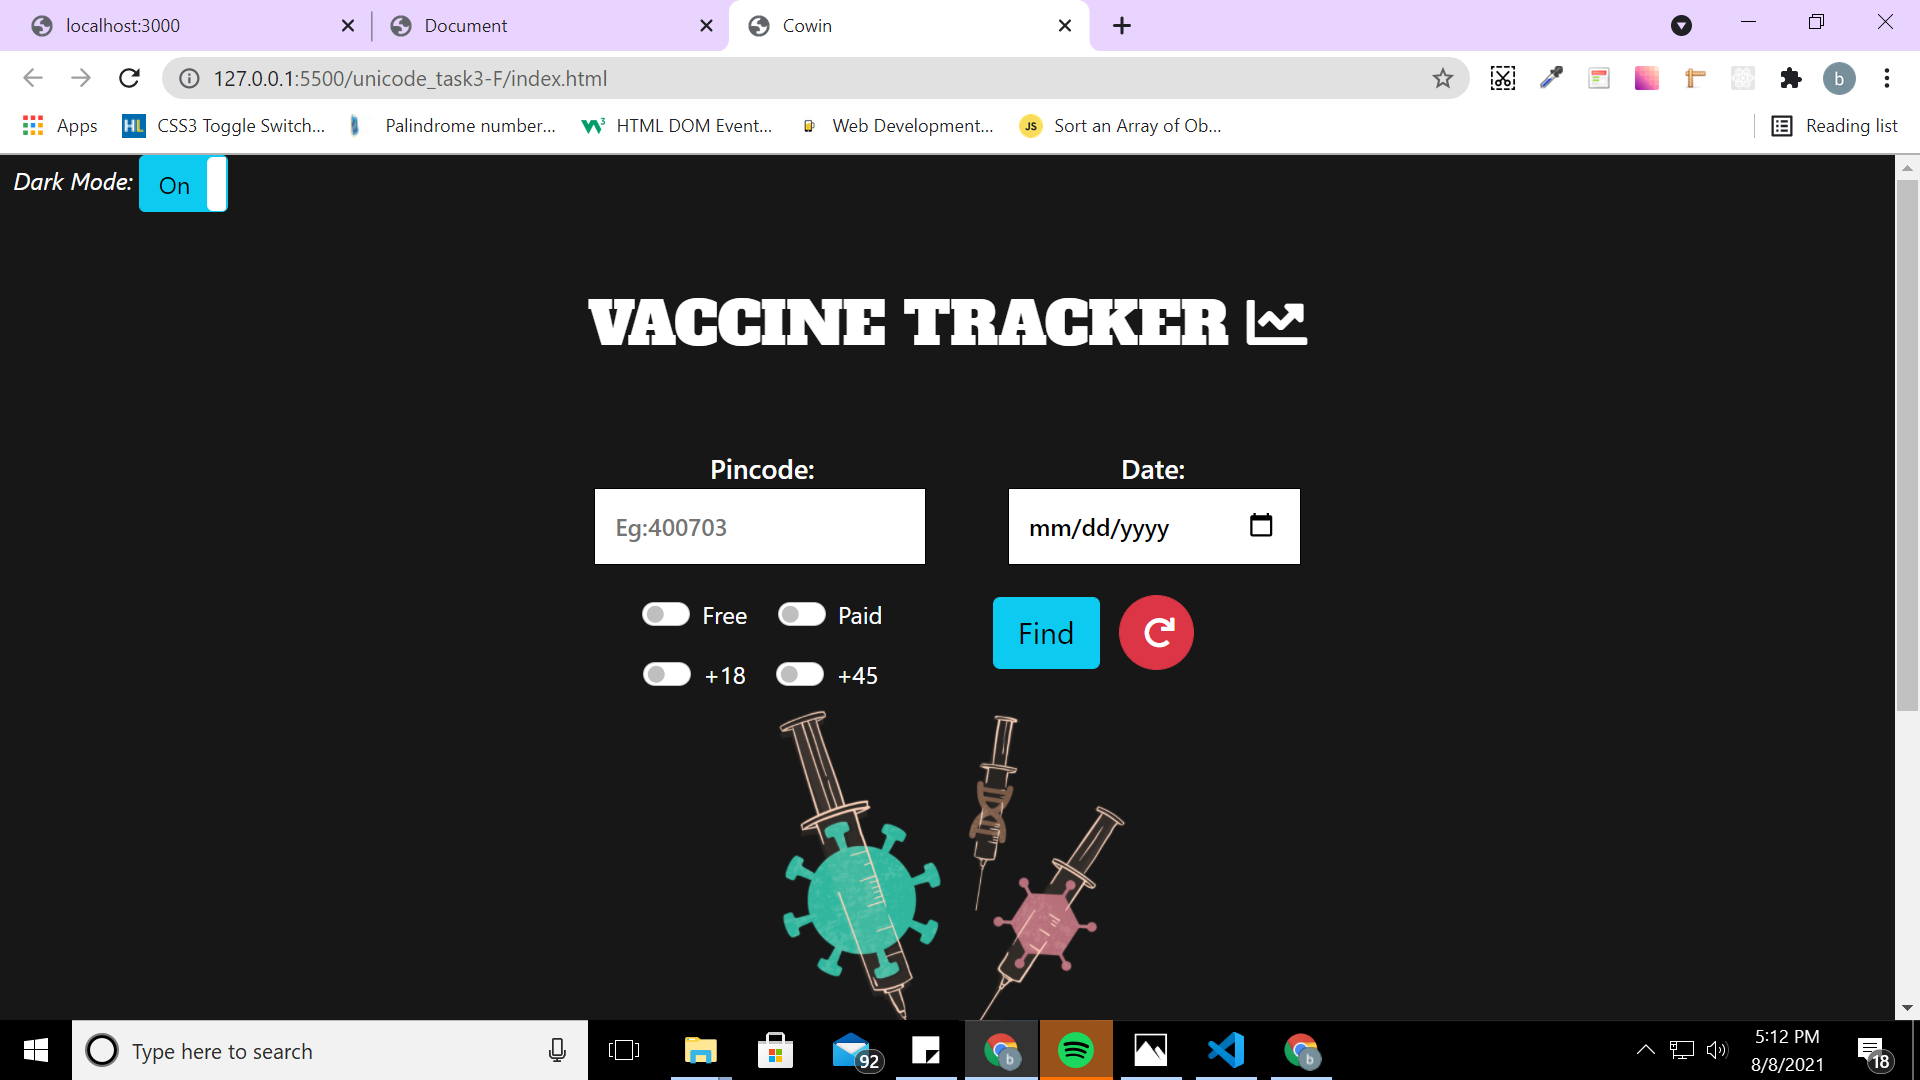 localhost:3000
Document
Cowin
127.0.0.1:5500/unicode_task3-F/index.html
b
Apps
HL
CSS3 Toggle Switch...
Palindrome number...
W3
HTML DOM Event...
Web Development...
JS
Sort an Array of Ob...
Reading list
Dark Mode:
On
VACCINE TRACKER
Pincode:
Date:
Eg:400703
mm/dd/yyyy
Free
Paid
Find
+18
+45
Type here to search
92
b
b
5:12 PM
8/8/2021
18